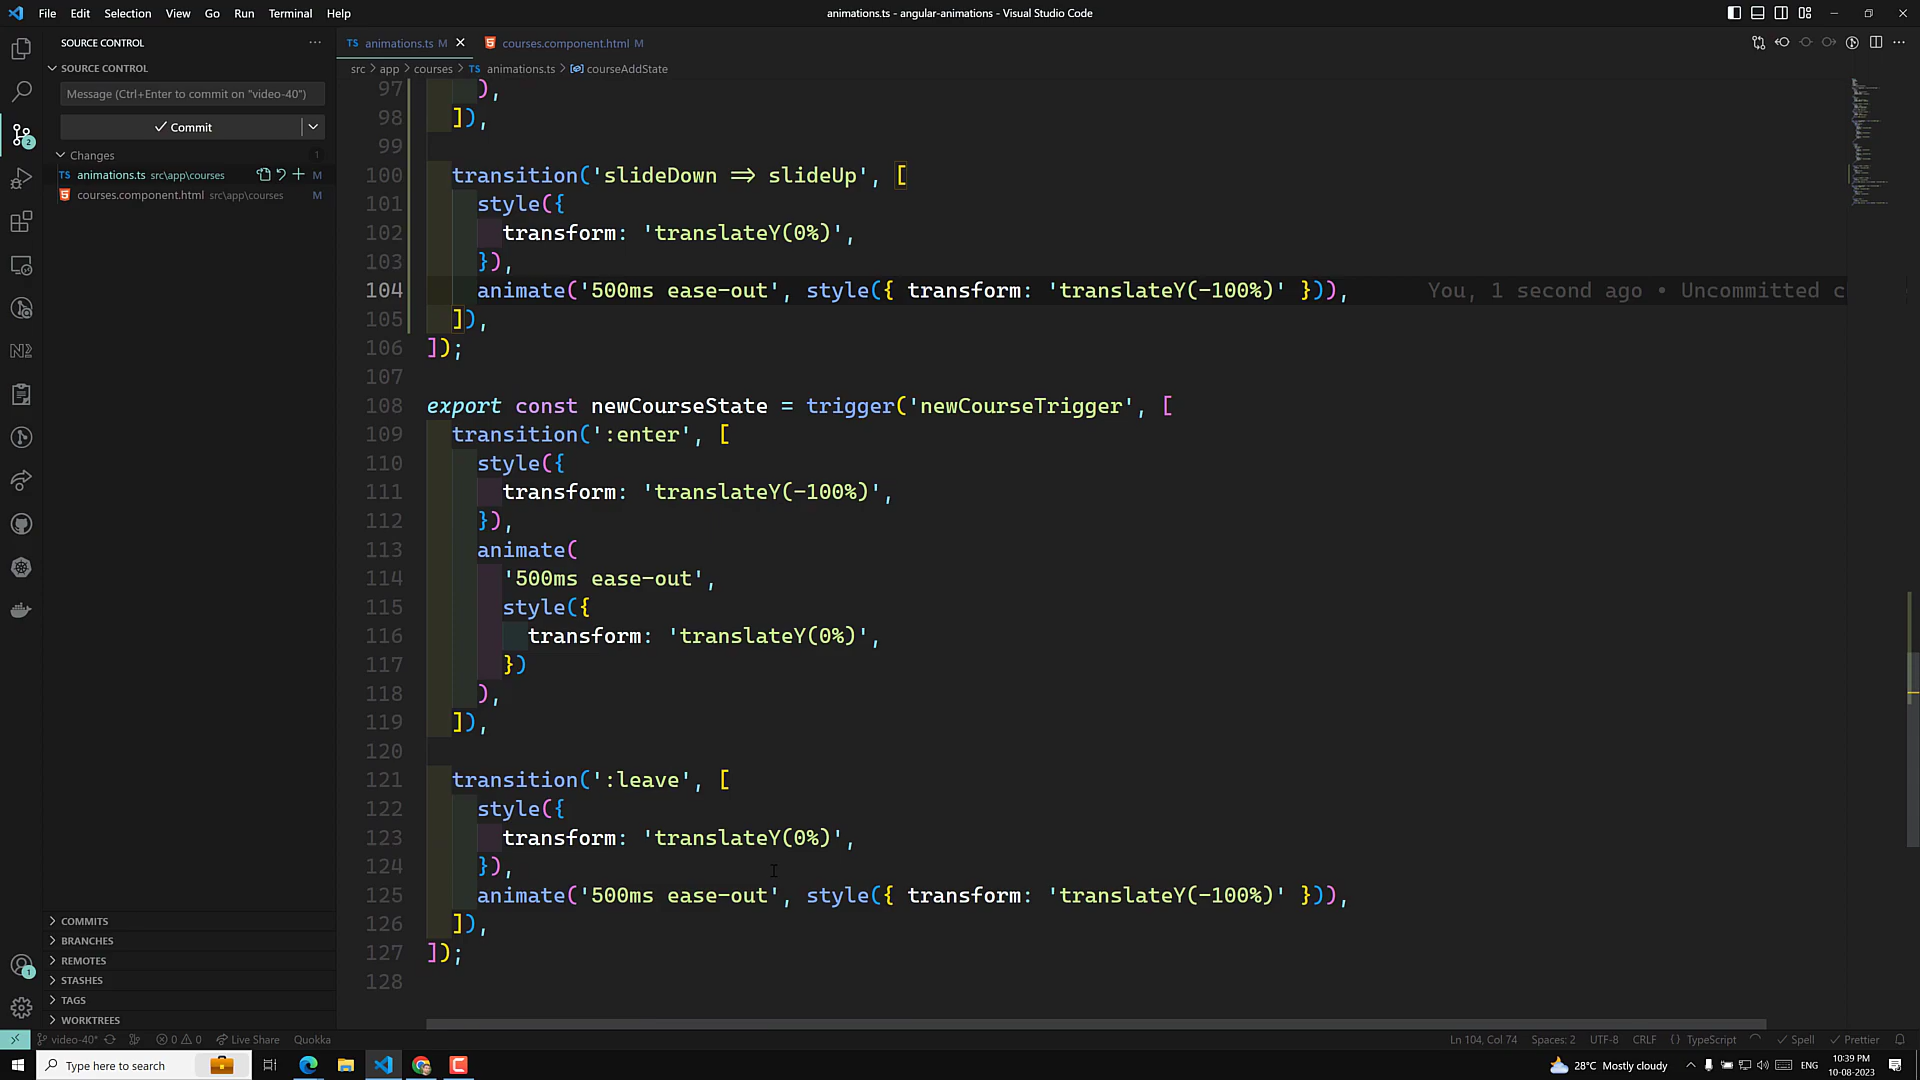 File Edit Selection View Go Run Terminal Help
animations.ts - angular-animations - Visual Studio Code
SOURCE CONTROL
SOURCE CONTROL
Message (Ctrl+Enter to commit on "video-40")
Commit
Changes 1
TS animations.ts src\app\courses M
courses.component.html src\app\courses M
COMMITS
BRANCHES
REMOTES
STASHES
TAGS
WORKTREES
TS animations.ts M
courses.component.html M
src > app > courses > TS animations.ts > courseAddState
97 ),
98 ]),
99
100 transition('slideDown => slideUp', [
101 style({
102 transform: 'translateY(0%)',
103 }),
104 animate('500ms ease-out', style({ transform: 'translateY(-100%)' })), You, 1 second ago • Uncommitted c
105 ]),
106 ]);
107
108 export const newCourseState = trigger('newCourseTrigger', [
109 transition(':enter', [
110 style({
111 transform: 'translateY(-100%)',
112 }),
113 animate(
114 '500ms ease-out',
115 style({
116 transform: 'translateY(0%)',
117 })
118 ),
119 ]),
120
121 transition(':leave', [
122 style({
123 transform: 'translateY(0%)',
124 }),
125 animate('500ms ease-out', style({ transform: 'translateY(-100%)' })),
126 ]),
127 ]);
128
video-40* 0 0 Live Share Quokka
Ln 104, Col 74 Spaces: 2 UTF-8 CRLF { } TypeScript Spell Prettier
Type here to search
28°C Mostly cloudy ENG
10:39 PM
10-08-2023